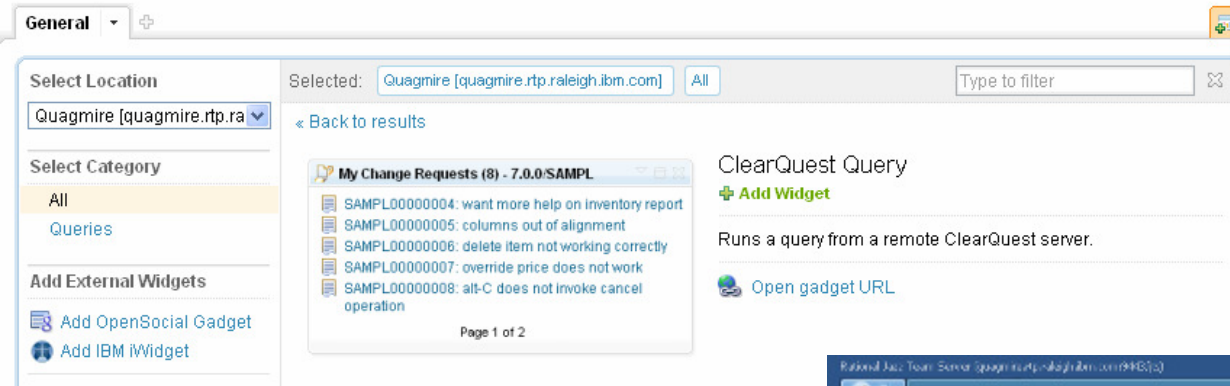 General
Select Location
Quagmire [quagmire.rtp.ra
Select Category
All
Queries
Add External Widgets
Add OpenSocial Gadget
Add IBM iWidget
Selected: Quagmire [quagmire.rtp.raleigh.ibm.com] All
Type to filter
« Back to results
My Change Requests (8) - 7.0.0/SAMPL
SAMPL00000004: want more help on inventory report
SAMPL00000005: columns out of alignment
SAMPL00000006: delete item not working correctly
SAMPL00000007: override price does not work
SAMPL00000008: alt-C does not invoke cancel
operation
Page 1 of 2
ClearQuest Query
Add Widget
Runs a query from a remote ClearQuest server.
Open gadget URL
Rational Jazz Team Server